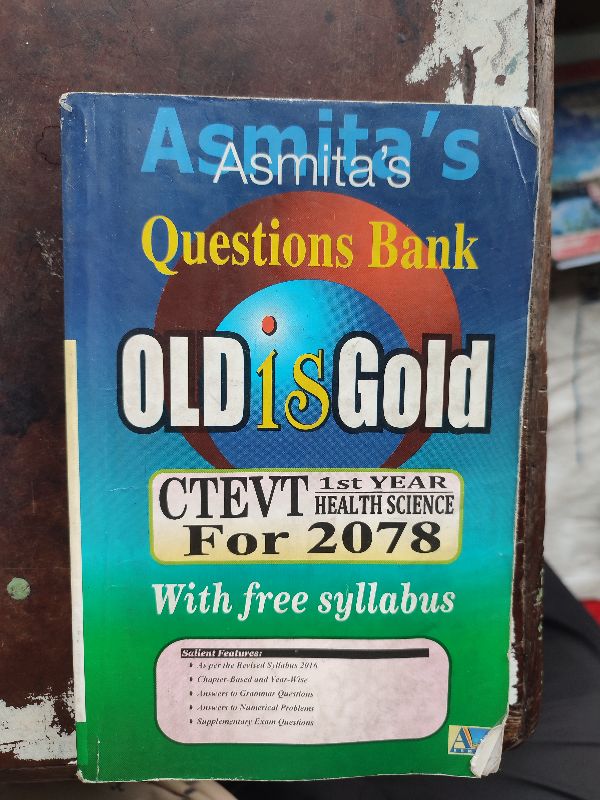 Asmita's
Asmita's
Questions Bank
OLD is Gold
CTEVT 1st YEAR
HEALTH SCIENCE
For 2078
With free syllabus
Salient Features:
As per the Revised Syllabus 2016
Chapter-Based and Year-Wise
Answers to Grammar Questions
Answers to Numerical Problems
Supplementary Exam Questions